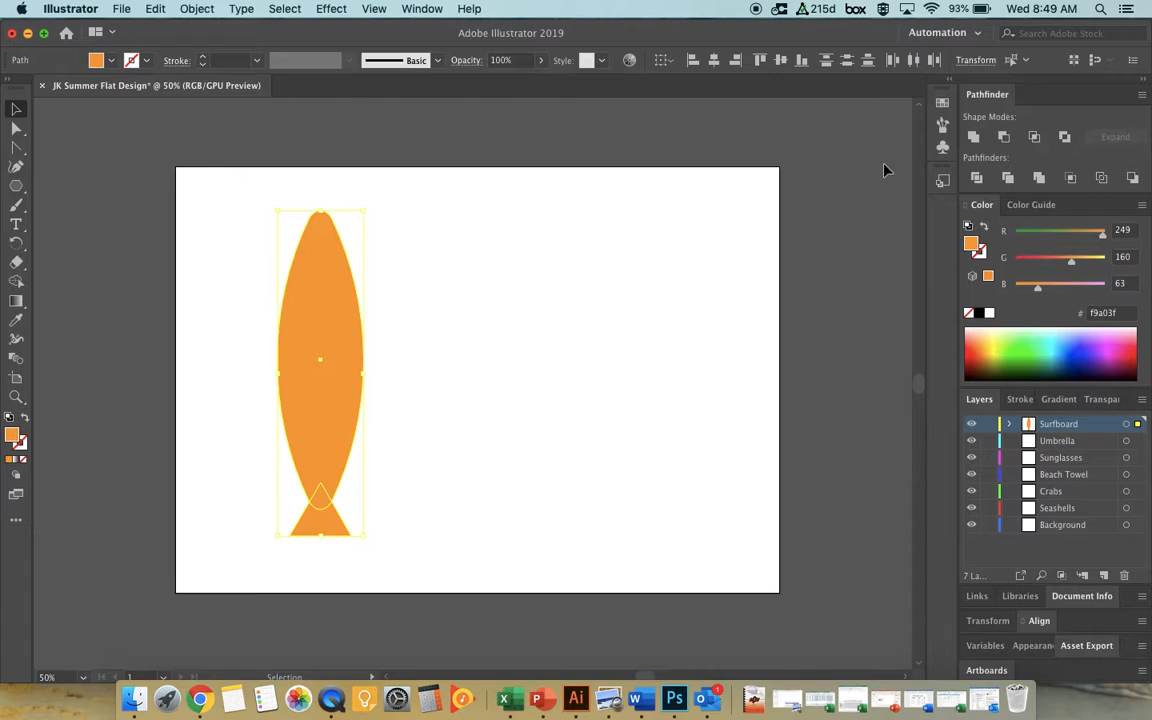 Illustrator File Edit Object Type Select Effect View Window Help 215d box 93% Wed 8:49 AM
Adobe Illustrator 2019 Automation Search Adobe Stock
Path Stroke: Basic Opacity: 100% Style: Transform
× JK Summer Flat Design* @ 50% (RGB/GPU Preview)
Pathfinder
Shape Modes:
Expand
Pathfinders:
Color Color Guide
R 249
G 160
B 63
# f9a03f
Layers Stroke Gradient Transpa
Surfboard
Umbrella
Sunglasses
Beach Towel
Crabs
Seashells
Background
7 La...
Links Libraries Document Info
Transform Align
Variables Appearan Asset Export
Artboards
50% 1 Selection